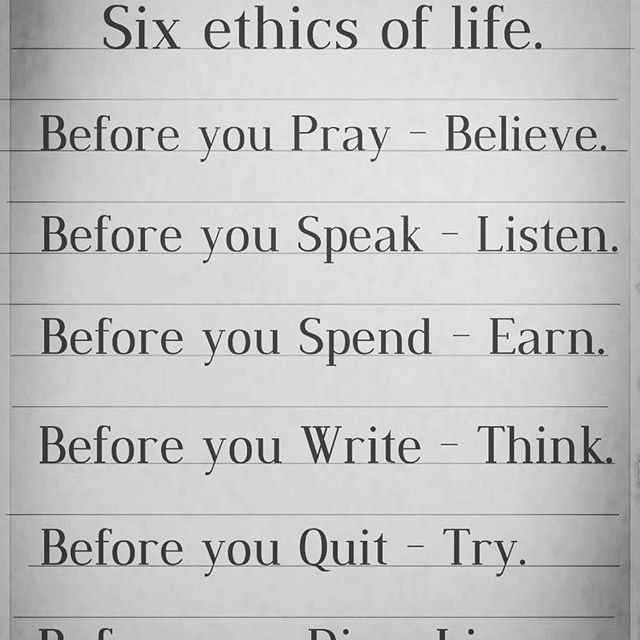 Six ethics of life.
Before you Pray - Believe.
Before you Speak - Listen.
Before you Spend - Earn.
Before you Write - Think.
Before you Quit - Try.